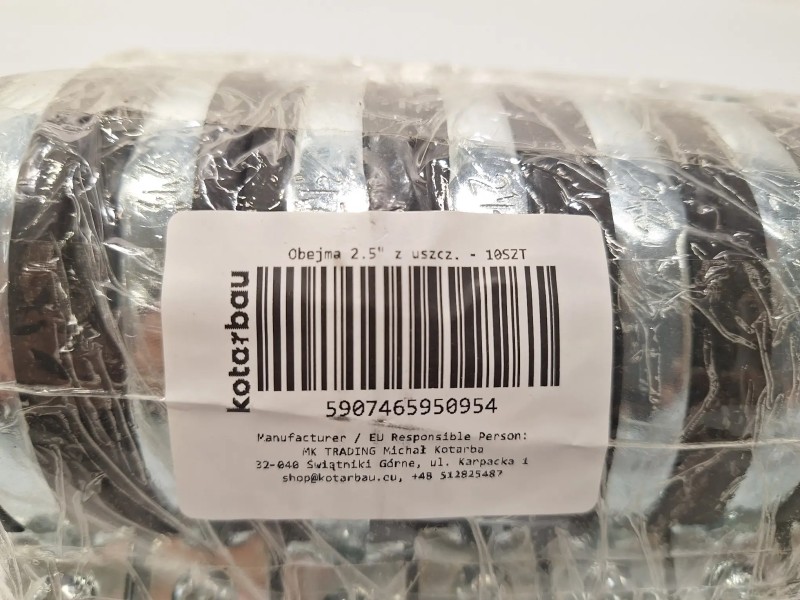 Obejma 2.5" z uszcz. - 10SZT
kotarbau
5907465950954
Manufacturer / EU Responsible Person:
MK TRADING Michał Kotarba
32-040 Świątniki Górne, ul. Karpacka 1
shop@kotarbau.eu, +48 512825487